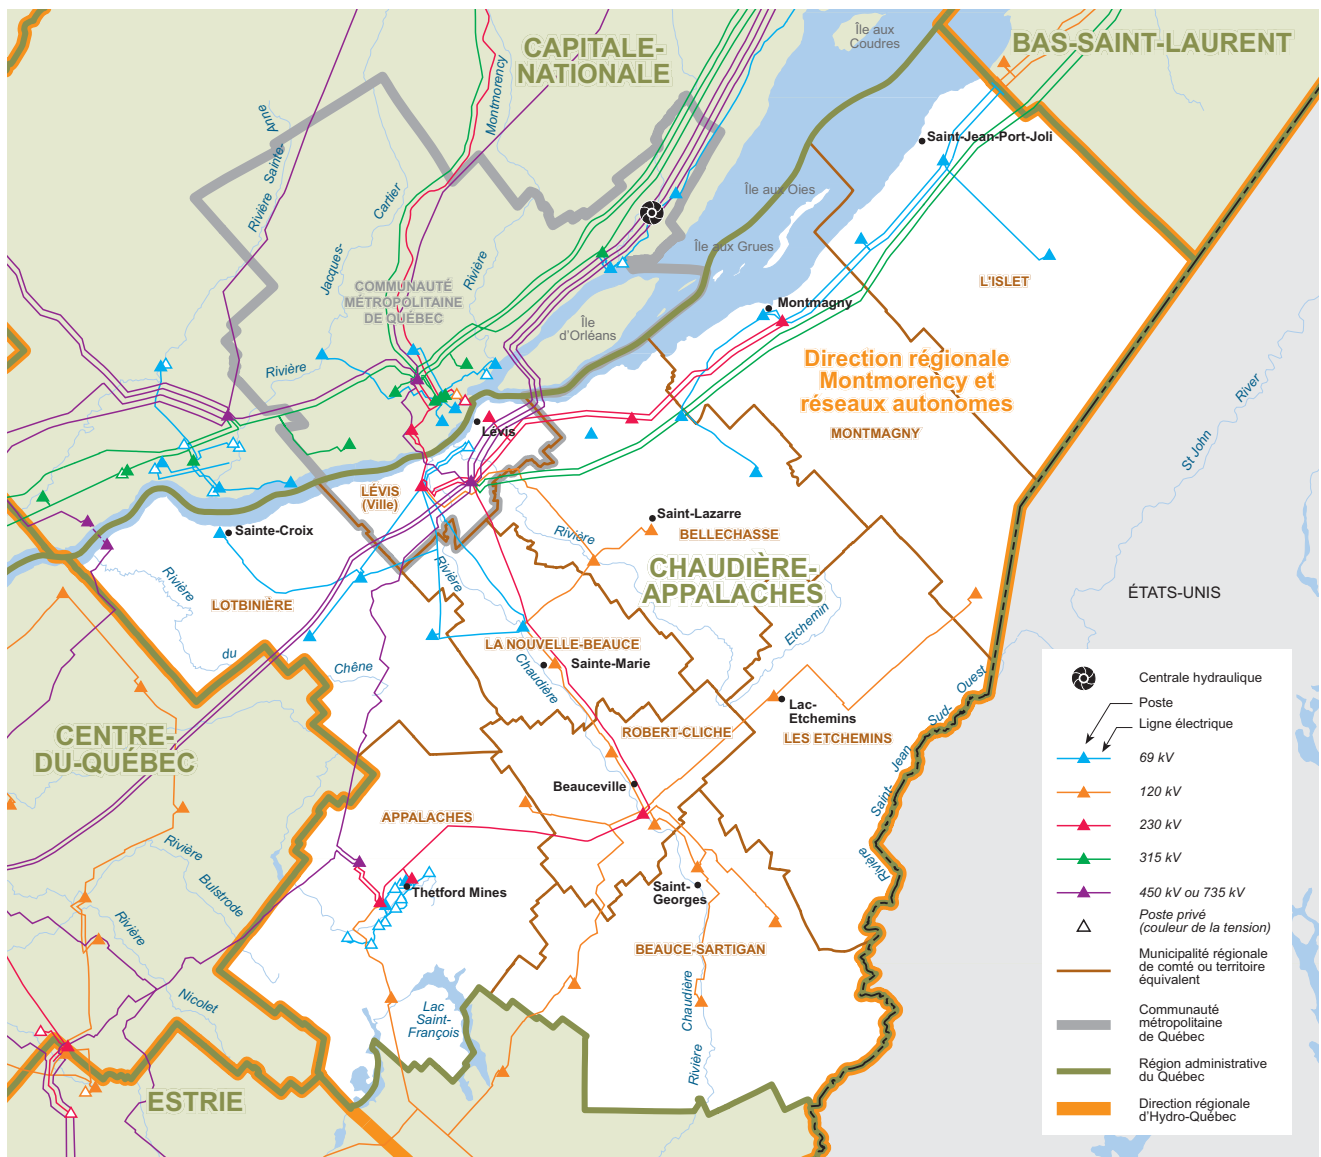 Île aux
Coudres
BAS-SAINT-LAURENT
CAPITALE-
NATIONALE
Montmorency
Rivière Sainte-Anne
Saint-Jean-Port-Joli
Cartier
Île aux Oies
Rivière
Île aux Grues
Jacques-
L'ISLET
COMMUNAUTÉ
MÉTROPOLITAINE
DE QUÉBEC
Montmagny
Île
d'Orléans
Direction régionale
Montmorency et
réseaux autonomes
Rivière
River
St John
Lévis
MONTMAGNY
LÉVIS
(Ville)
Saint-Lazarre
Sainte-Croix
Rivière
BELLECHASSE
Rivière
Rivière
CHAUDIÈRE-
APPALACHES
ÉTATS-UNIS
LOTBINIÈRE
Etchemin
du
LA NOUVELLE-BEAUCE
Chêne
Chaudière
Sainte-Marie
Centrale hydraulique
Ouest
Sud-
Poste
Lac-
Etchemins
Ligne électrique
CENTRE-
DU-QUÉBEC
ROBERT-CLICHE
LES ETCHEMINS
Jean
69 kV
Beauceville
Saint-
120 kV
APPALACHES
230 kV
Rivière
Rivière
315 kV
Bulstrode
Thetford Mines
Saint-
Georges
450 kV ou 735 kV
Poste privé
(couleur de la tension)
Rivière
BEAUCE-SARTIGAN
Municipalité régionale
de comté ou territoire
équivalent
Nicolet
Chaudière
Lac
Saint-
François
Communauté
métropolitaine
de Québec
Rivière
Région administrative
du Québec
ESTRIE
Direction régionale
d'Hydro-Québec